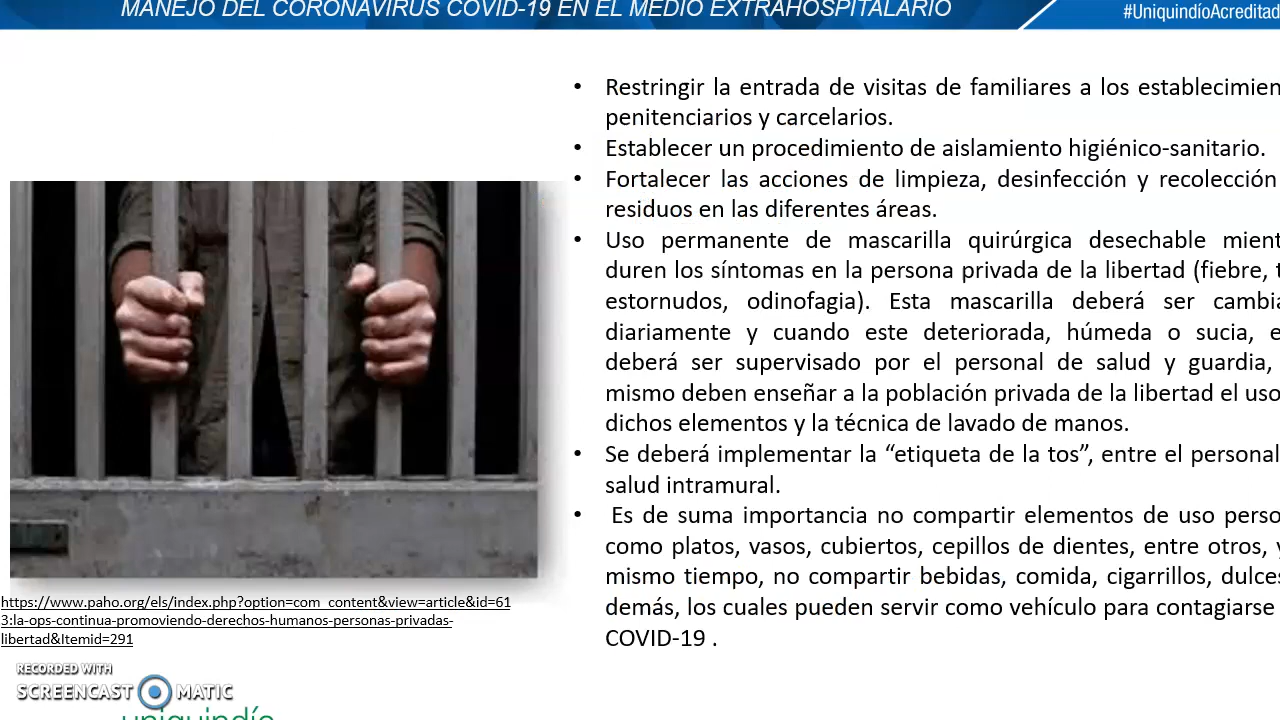 MANEJO DEL CORONAVIRUS COVID-19 EN EL MEDIO EXTRAHOSPITALARIO
#UniquindíoAcreditad
• Restringir la entrada de visitas de familiares a los establecimien
penitenciarios y carcelarios.
• Establecer un procedimiento de aislamiento higiénico-sanitario.
• Fortalecer las acciones de limpieza, desinfección y recolección
residuos en las diferentes áreas.
• Uso permanente de mascarilla quirúrgica desechable mient
duren los síntomas en la persona privada de la libertad (fiebre, t
estornudos, odinofagia). Esta mascarilla deberá ser cambia
diariamente y cuando este deteriorada, húmeda o sucia, e
deberá ser supervisado por el personal de salud y guardia,
mismo deben enseñar a la población privada de la libertad el uso
dichos elementos y la técnica de lavado de manos.
• Se deberá implementar la “etiqueta de la tos”, entre el personal
salud intramural.
• Es de suma importancia no compartir elementos de uso perso
como platos, vasos, cubiertos, cepillos de dientes, entre otros, y
mismo tiempo, no compartir bebidas, comida, cigarrillos, dulces
demás, los cuales pueden servir como vehículo para contagiarse
COVID-19 .
https://www.paho.org/els/index.php?option=com_content&view=article&id=61
3:la-ops-continua-promoviendo-derechos-humanos-personas-privadas-
libertad&Itemid=291
RECORDED WITH
SCREENCAST MATIC
uniquindío